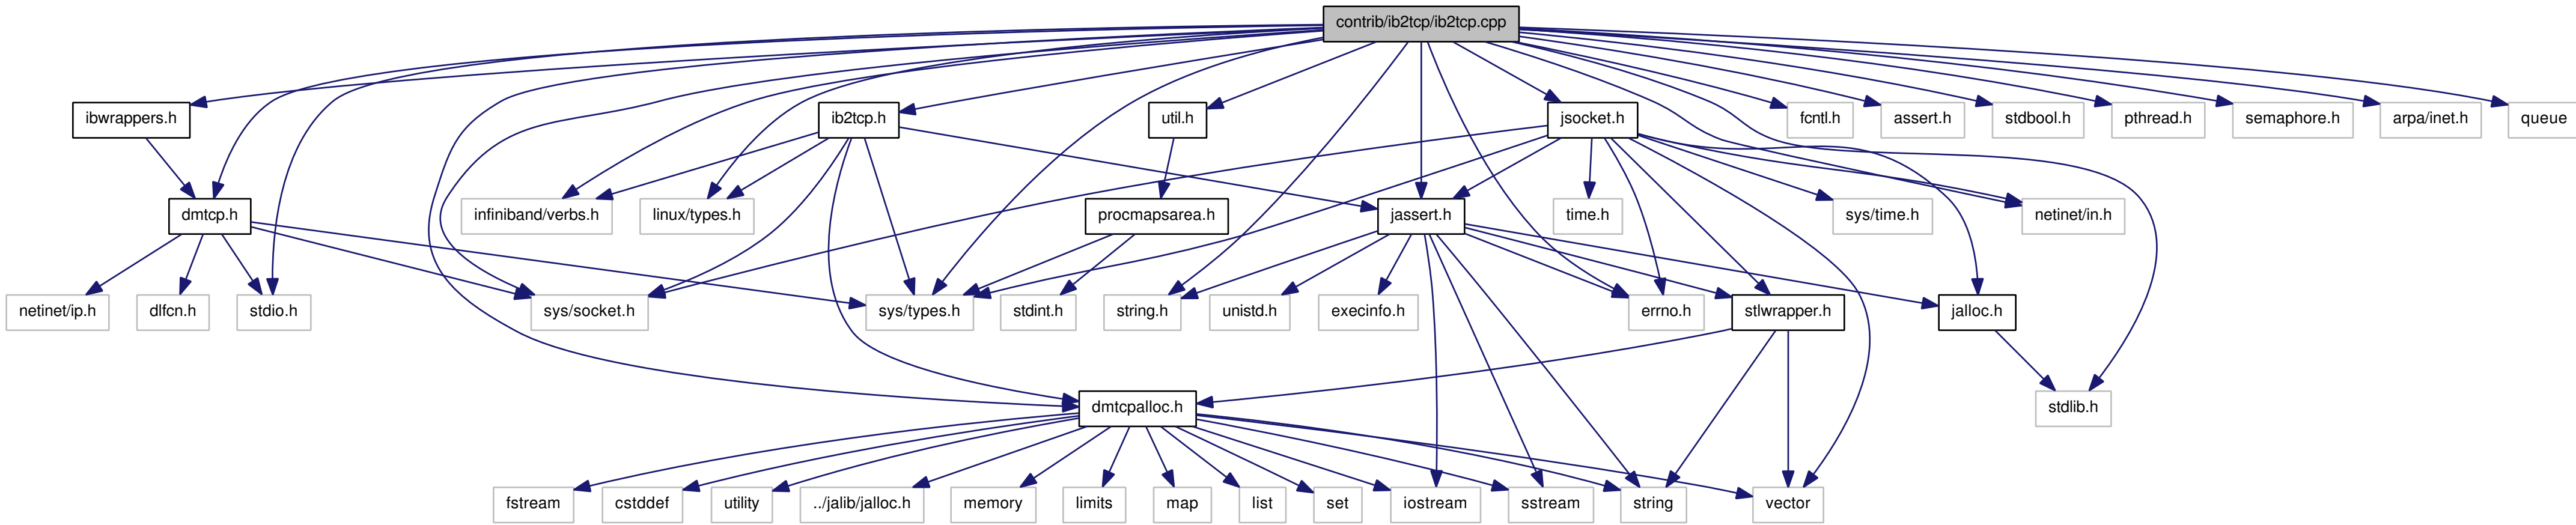 contrib/ib2tcp/ib2tcp.cpp
ibwrappers.h
ib2tcp.h
util.h
jsocket.h
fcntl.h
assert.h
stdbool.h
pthread.h
semaphore.h
arpa/inet.h
queue
dmtcp.h
infiniband/verbs.h
linux/types.h
procmapsarea.h
jassert.h
time.h
sys/time.h
netinet/in.h
netinet/ip.h
dlfcn.h
stdio.h
sys/socket.h
sys/types.h
stdint.h
string.h
unistd.h
execinfo.h
errno.h
stlwrapper.h
jalloc.h
dmtcpalloc.h
stdlib.h
fstream
cstddef
utility
../jalib/jalloc.h
memory
limits
map
list
set
iostream
sstream
string
vector